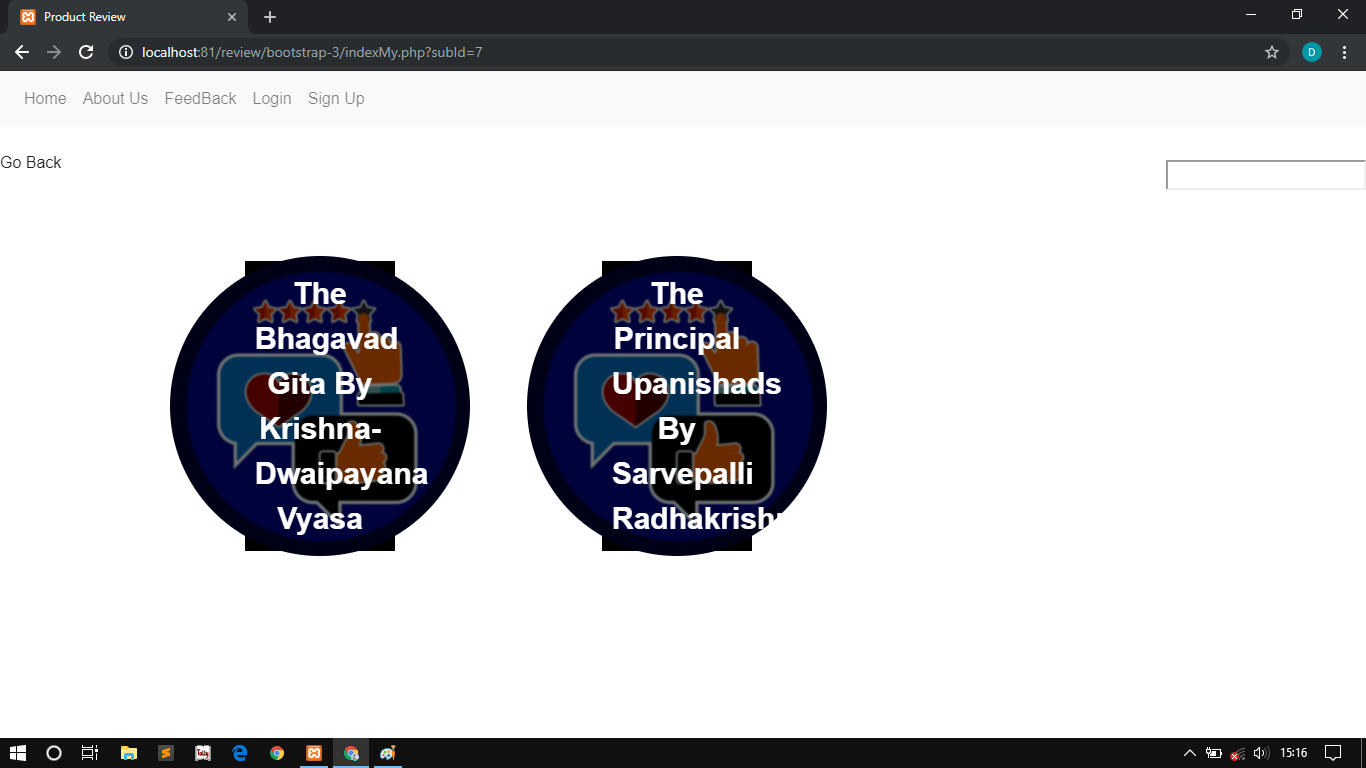 Product Review
localhost:81/review/bootstrap-3/indexMy.php?subId=7
D
Home About Us FeedBack Login Sign Up
Go Back
The
Bhagavad
Gita By
Krishna-
Dwaipayana
Vyasa
The
Principal
Upanishads
By
Sarvepalli
Radhakrish
15:16